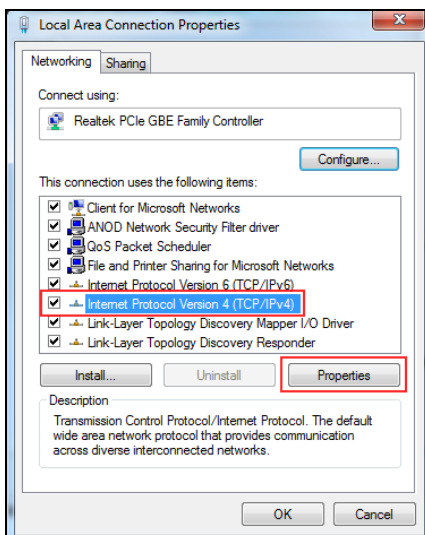 Local Area Connection Properties
Networking
Sharing
Connect using:
Realtek PCIe GBE Family Controller
Configure...
This connection uses the following items:
Client for Microsoft Networks
ANOD Network Security Filter driver
QoS Packet Scheduler
File and Printer Sharing for Microsoft Networks
Internet Protocol Version 6 (TCP/IPv6)
Internet Protocol Version 4 (TCP/IPv4)
Link-Layer Topology Discovery Mapper I/O Driver
Link-Layer Topology Discovery Responder
Install...
Uninstall
Properties
Description
Transmission Control Protocol/Internet Protocol. The default
wide area network protocol that provides communication
across diverse interconnected networks.
OK
Cancel